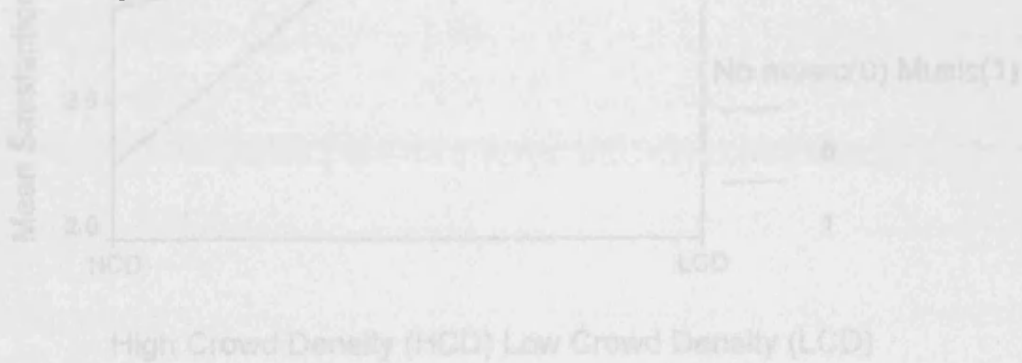 Mean
2.5
No music(0) Music(1)
0
1
2.0
HCD
LCD
High Crowd Density (HCD) Low Crowd Density (LCD)